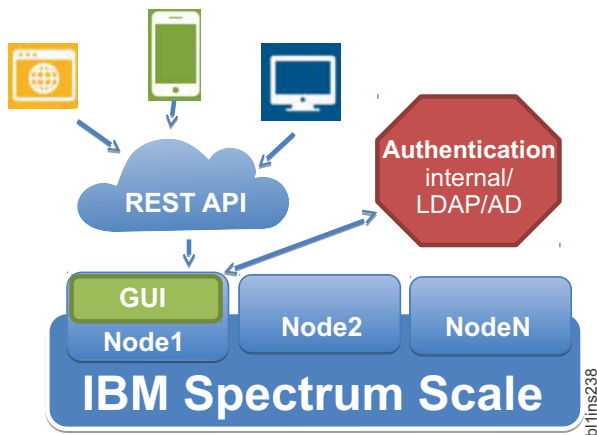 REST API
Authentication
internal/
LDAP/AD
GUI
Node1
Node2
NodeN
IBM Spectrum Scale
bl1ins238